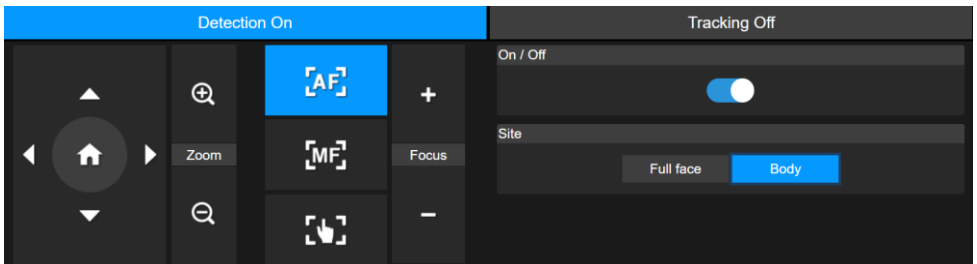 Detection On
Tracking Off
On / Off
AF
Zoom
MF
Focus
Site
Full face
Body